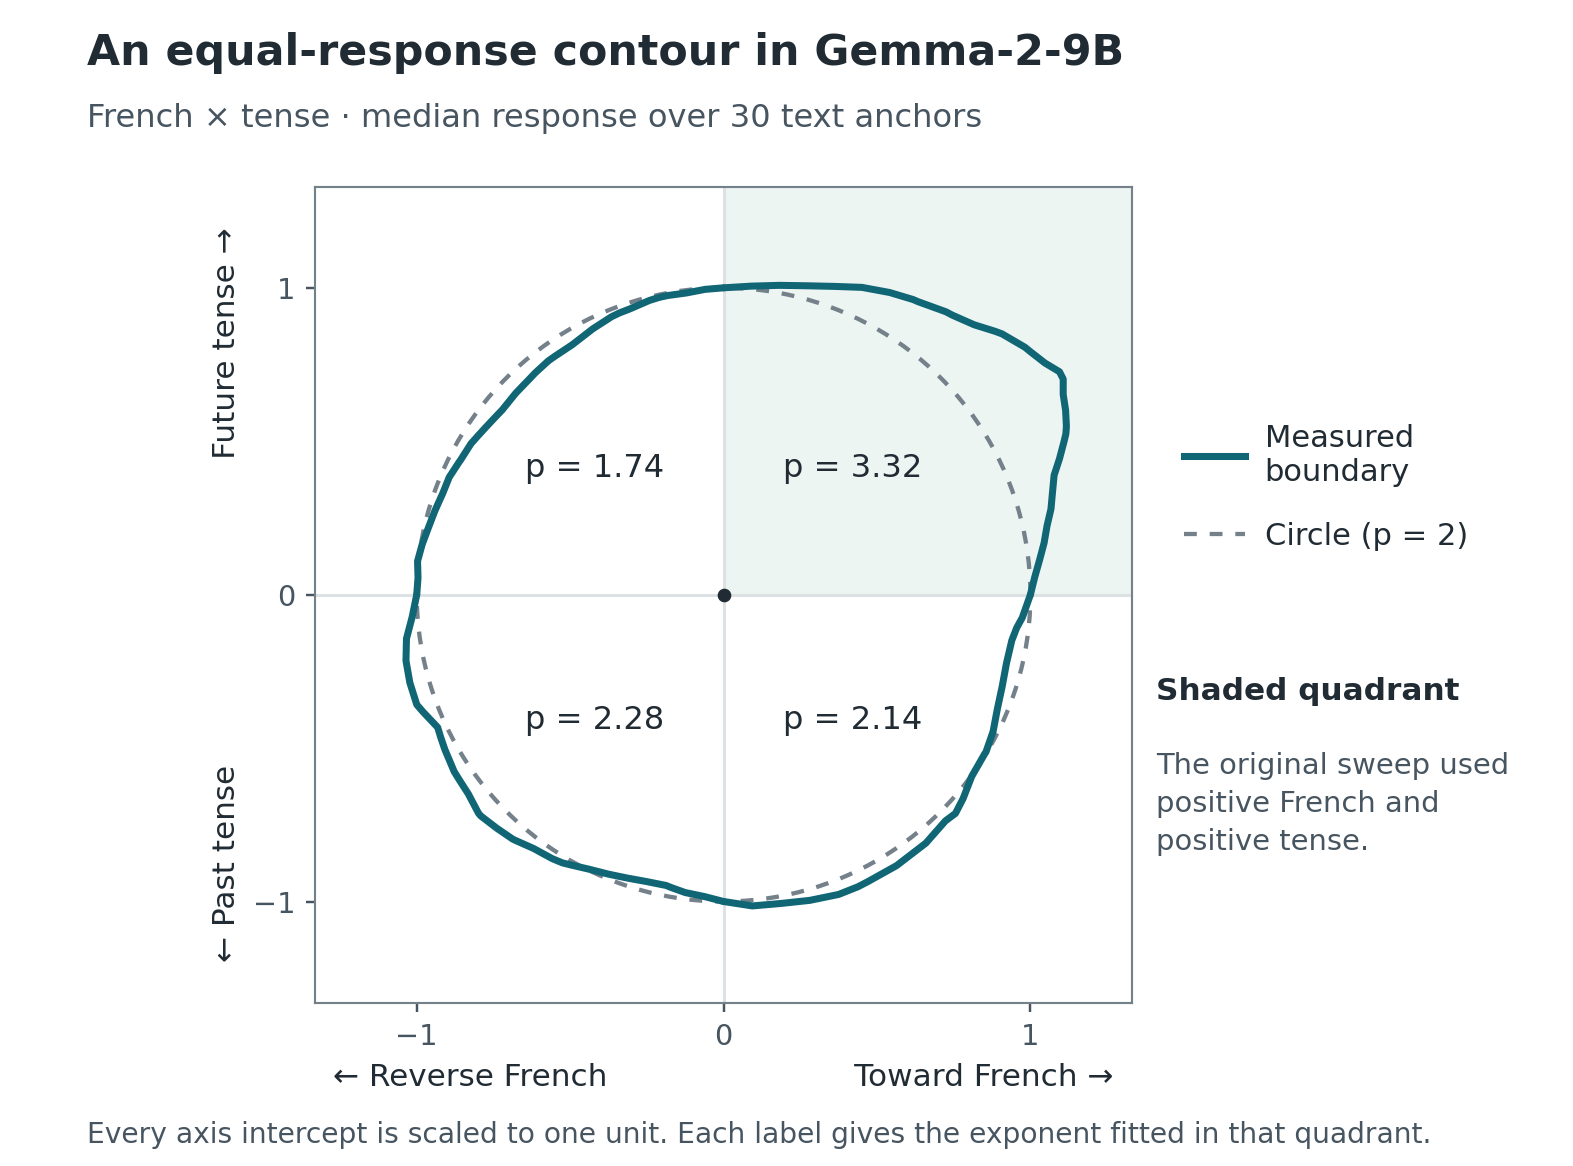 An equal-response contour in Gemma-2-9B
French × tense · median response over 30 text anchors
Future tense →
← Past tense
1
0
−1
p = 1.74
p = 3.32
p = 2.28
p = 2.14
−1
0
1
← Reverse French
Toward French →
Measured
boundary
Circle (p = 2)
Shaded quadrant
The original sweep used
positive French and
positive tense.
Every axis intercept is scaled to one unit. Each label gives the exponent fitted in that quadrant.